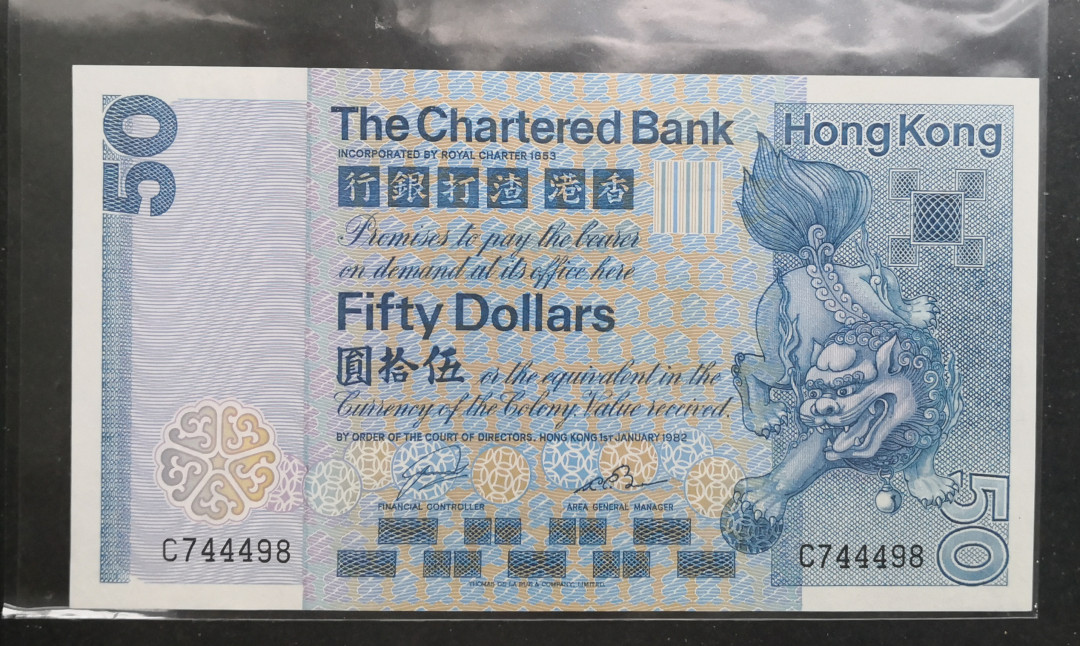 50
The Chartered Bank
Hong Kong
INCORPORATED BY ROYAL CHARTER 1853
行銀打渣港香
Promises to pay the bearer
on demand at its office here
Fifty Dollars
圓拾伍 or the equivalent in the
Currency of the Colony, Value received.
BY ORDER OF THE COURT OF DIRECTORS, HONG KONG 1ST JANUARY 1982
FINANCIAL CONTROLLER
AREA GENERAL MANAGER
C744498
C744498
50
THOMAS DE LA RUE & COMPANY, LIMITED.